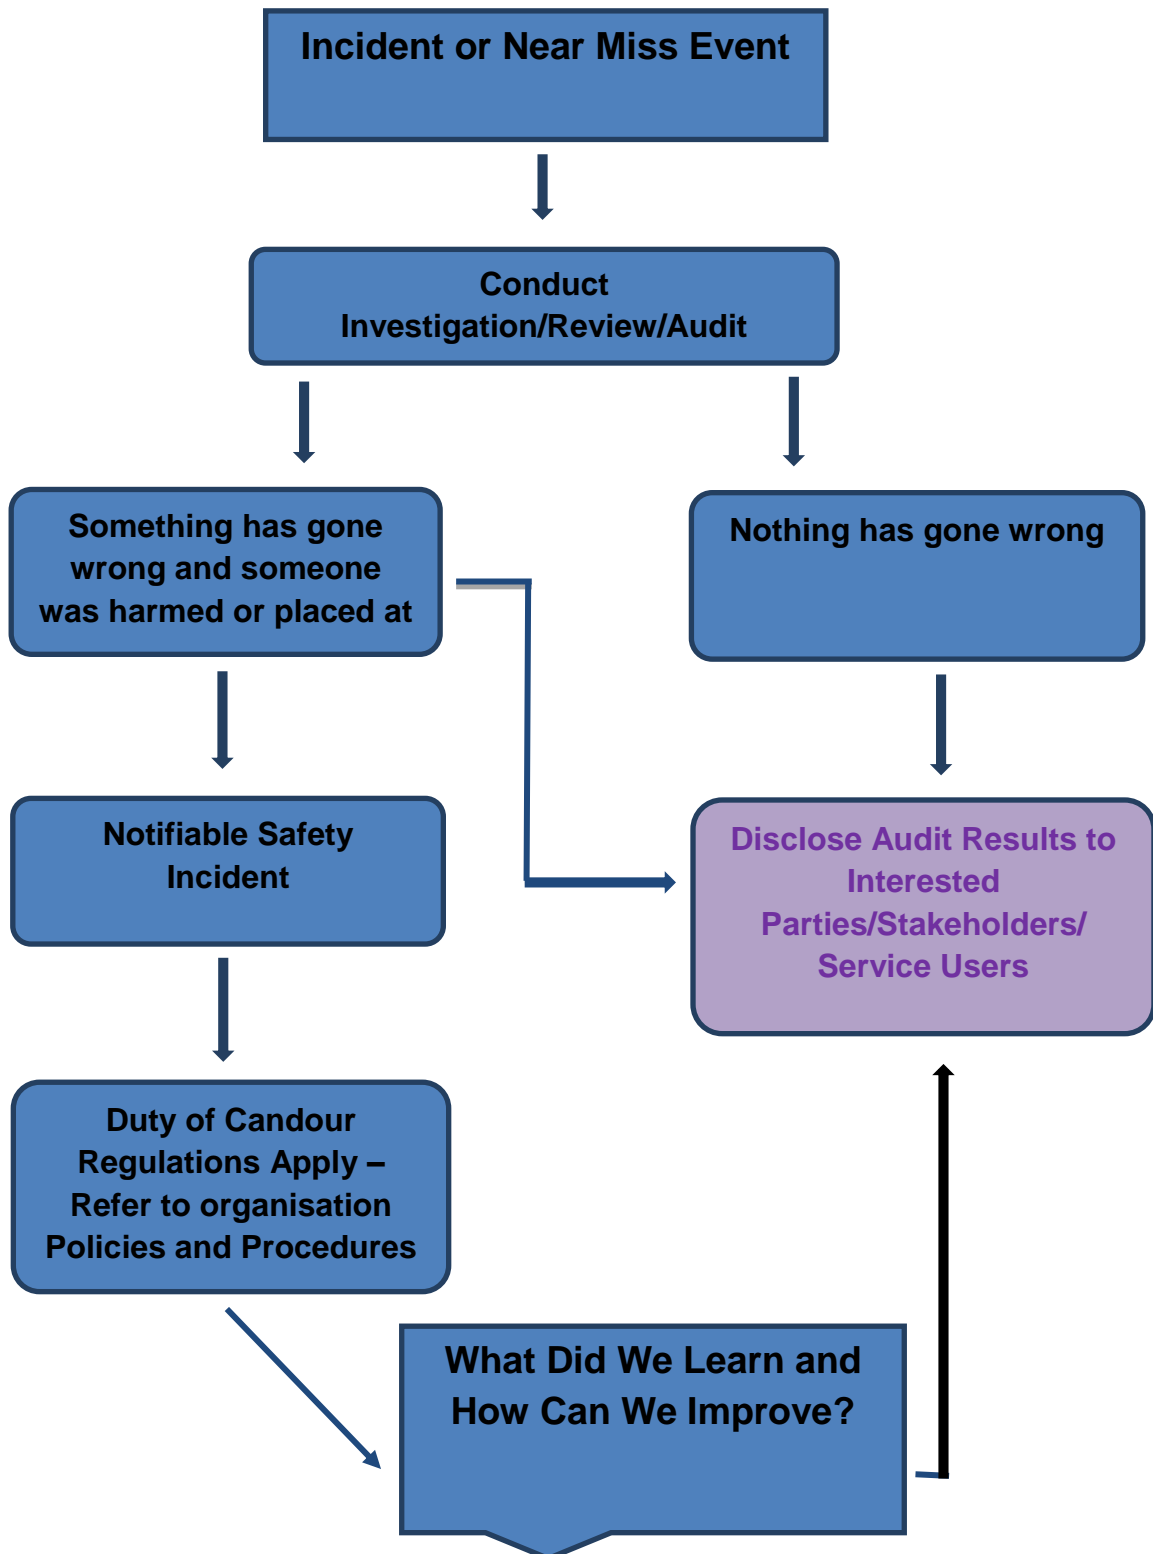 Incident or Near Miss Event
Conduct
Investigation/Review/Audit
Something has gone
wrong and someone
was harmed or placed at
Nothing has gone wrong
Notifiable Safety
Incident
Disclose Audit Results to
Interested
Parties/Stakeholders/
Service Users
Duty of Candour
Regulations Apply –
Refer to organisation
Policies and Procedures
What Did We Learn and
How Can We Improve?